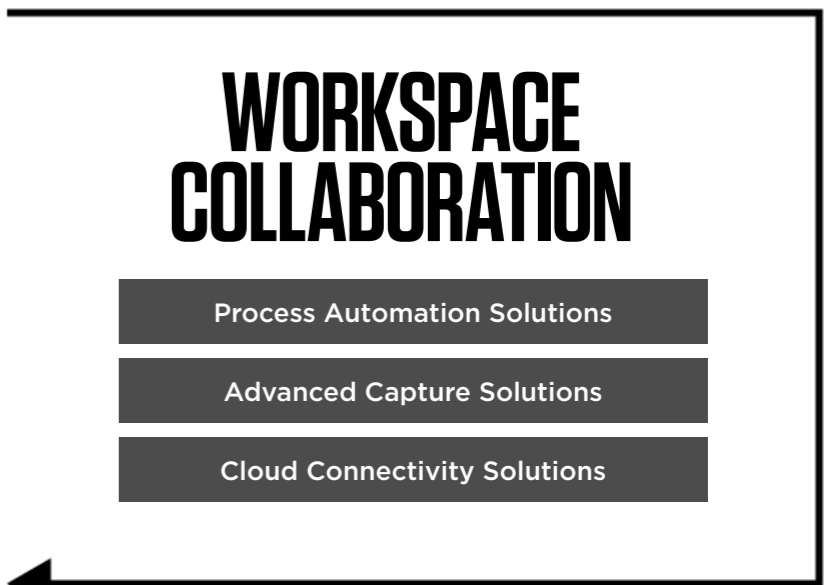 WORKSPACE
COLLABORATION
Process Automation Solutions
Advanced Capture Solutions
Cloud Connectivity Solutions